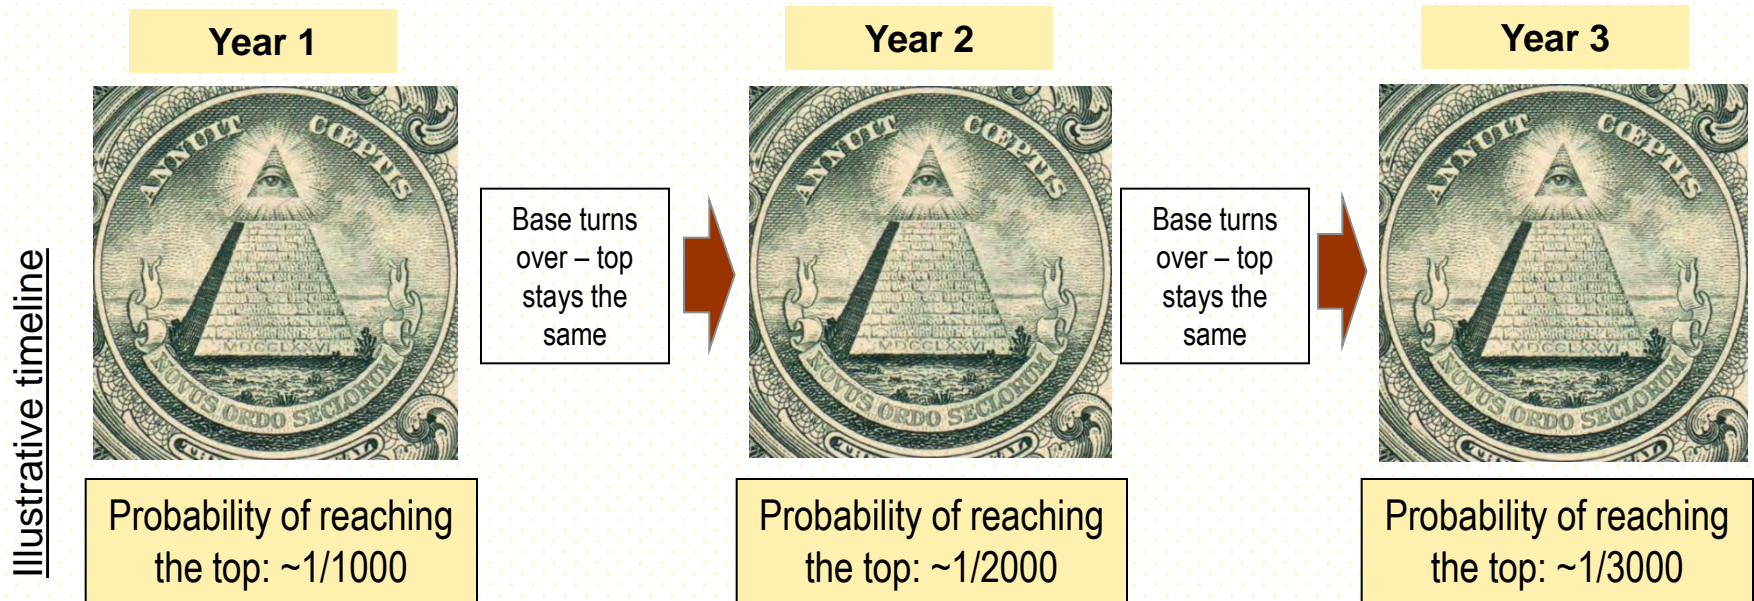 Year 1
Year 2
Year 3
ANNUIT CŒPTIS
MDCCLXXVI
NOVUS ORDO SECLORUM
Base turns
over – top
stays the
same
ANNUIT CŒPTIS
MDCCLXXVI
NOVUS ORDO SECLORUM
Base turns
over – top
stays the
same
ANNUIT CŒPTIS
MDCCLXXVI
NOVUS ORDO SECLORUM
Illustrative timeline
Probability of reaching
the top: ~1/1000
Probability of reaching
the top: ~1/2000
Probability of reaching
the top: ~1/3000